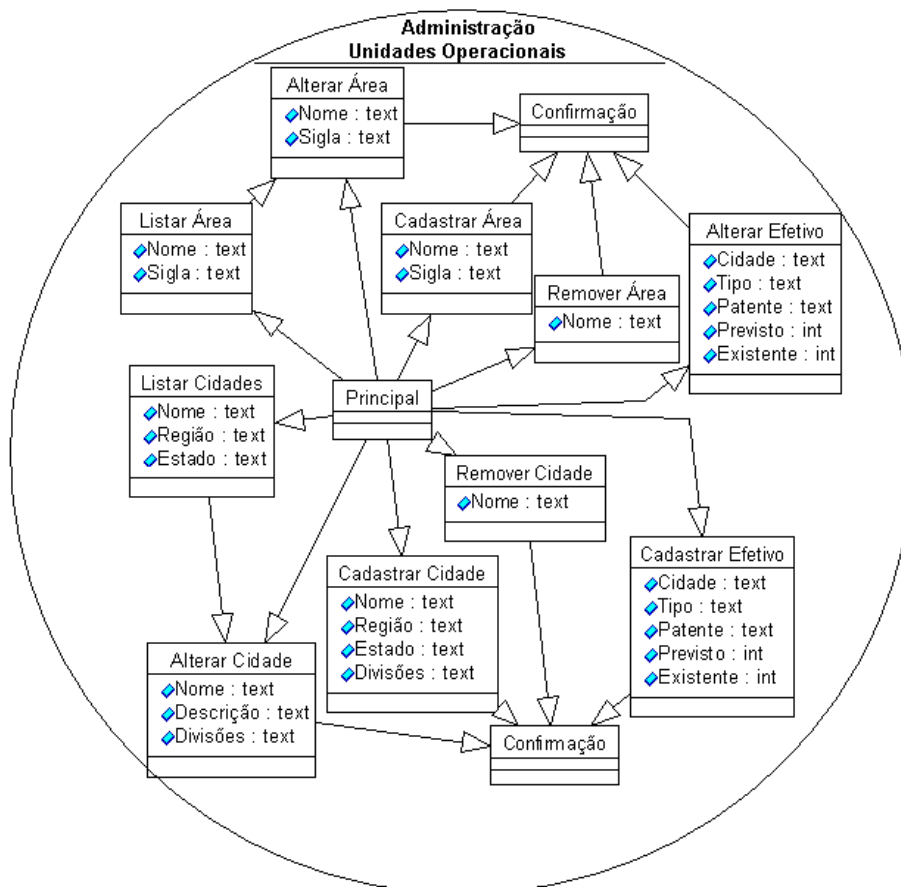 Administração
Unidades Operacionais
Alterar Área
Nome : text
Sigla : text
Confirmação
Listar Área
Nome : text
Sigla : text
Cadastrar Área
Nome : text
Sigla : text
Alterar Efetivo
Cidade : text
Tipo : text
Patente : text
Previsto : int
Existente : int
Remover Área
Nome : text
Listar Cidades
Nome : text
Região : text
Estado : text
Principal
Remover Cidade
Nome : text
Cadastrar Cidade
Nome : text
Região : text
Estado : text
Divisões : text
Cadastrar Efetivo
Cidade : text
Tipo : text
Patente : text
Previsto : int
Existente : int
Alterar Cidade
Nome : text
Descrição : text
Divisões : text
Confirmação